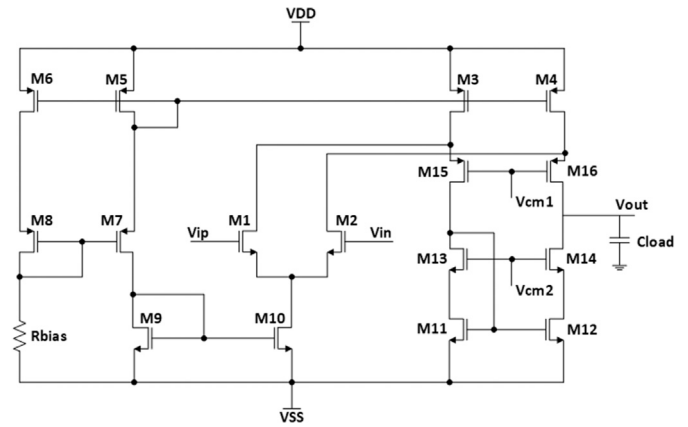 VDD
M6 M5 M3 M4
M15 M16
Vcm1
Vout
M8 M7 M1 M2
Vip Vin
Cload
M13 M14
Vcm2
M9 M10 M11 M12
Rbias
VSS